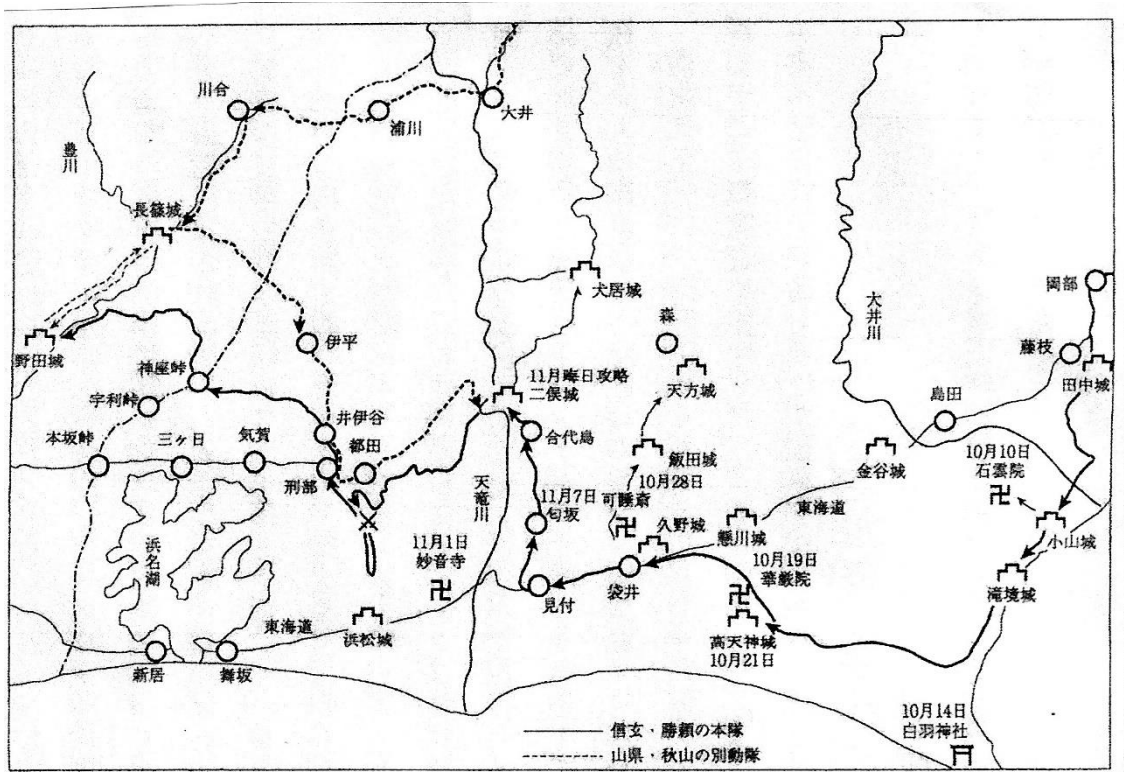 川合
浦川
大井
豊川
長篠城
犬居城
大井川
岡部
森
藤枝
野田城
伊平
田中城
神座峠
11月晦日攻略
二俣城
天方城
島田
宇利峠
井伊谷
合代島
本坂峠
三ヶ日
気賀
都田
飯田城
10月28日
金谷城
10月10日
石雲院
刑部
天竜川
11月7日
匂坂
可睡斎
久野城
懸川城
東海道
小山城
浜名湖
11月1日
妙音寺
10月19日
華厳院
見付
袋井
滝境城
東海道
浜松城
高天神城
10月21日
新居
舞坂
10月14日
白羽神社
信玄・勝頼の本隊
山県・秋山の別動隊